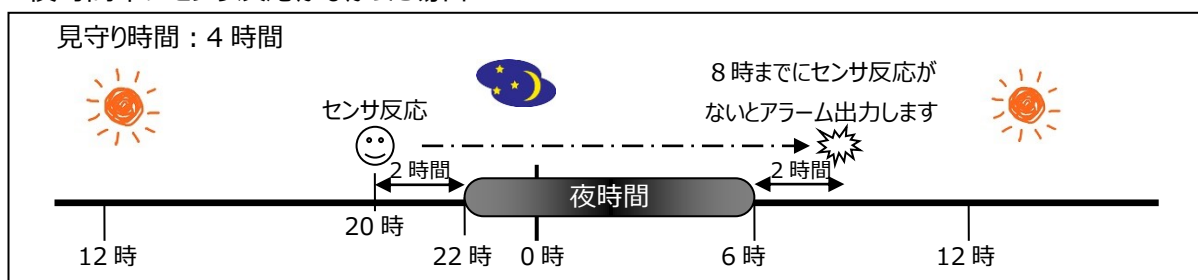 見守り時間：4 時間
8 時までにセンサ反応が
ないとアラーム出力します
センサ反応
2 時間
2 時間
夜時間
20 時
12 時
22 時
0 時
6 時
12 時